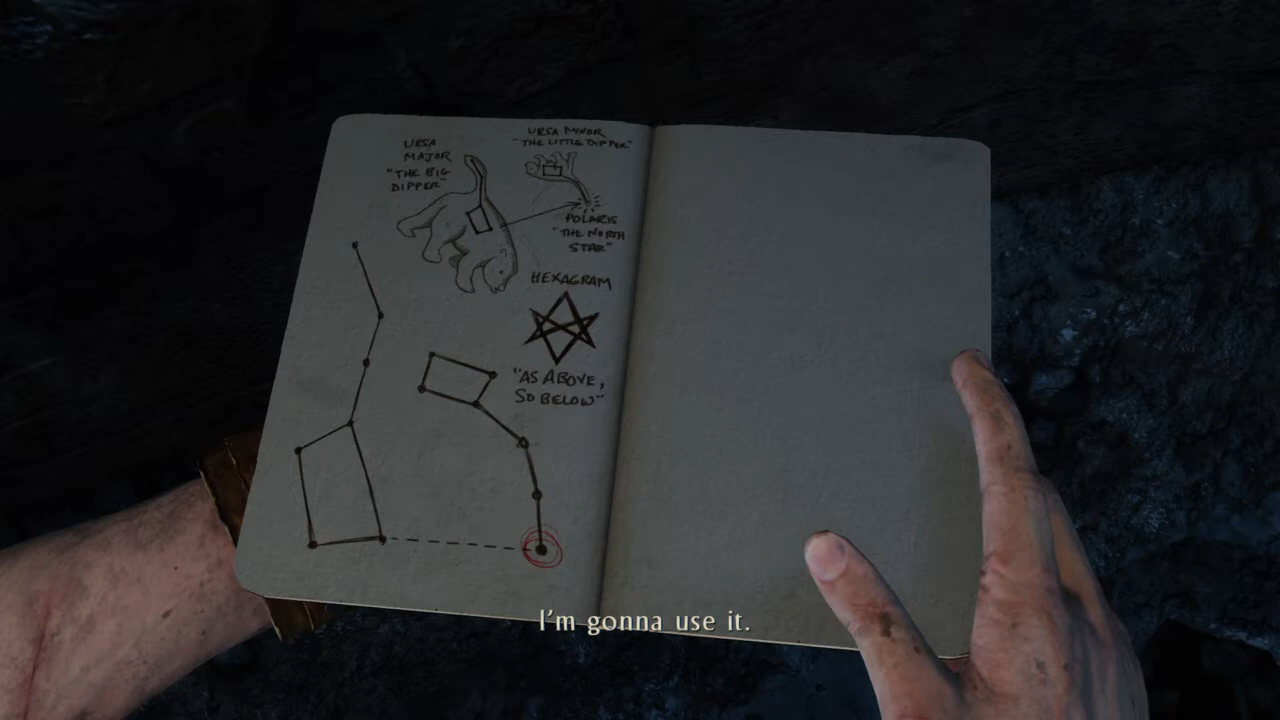 URSA
MAJOR
"THE BIG
DIPPER"
URSA MINOR
"THE LITTLE DIPPER"
POLARIS
"THE NORTH
STAR"
HEXAGRAM
"AS ABOVE,
SO BELOW"
I'm gonna use it.